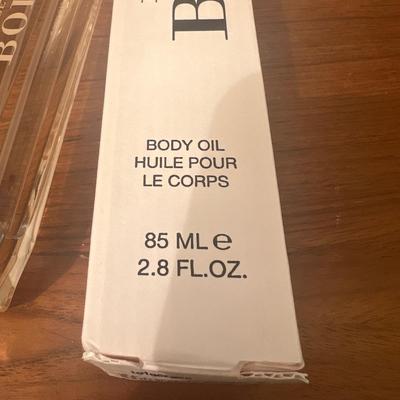 BODY OIL
HUILE POUR
LE CORPS
85 ML e
2.8 FL.OZ.